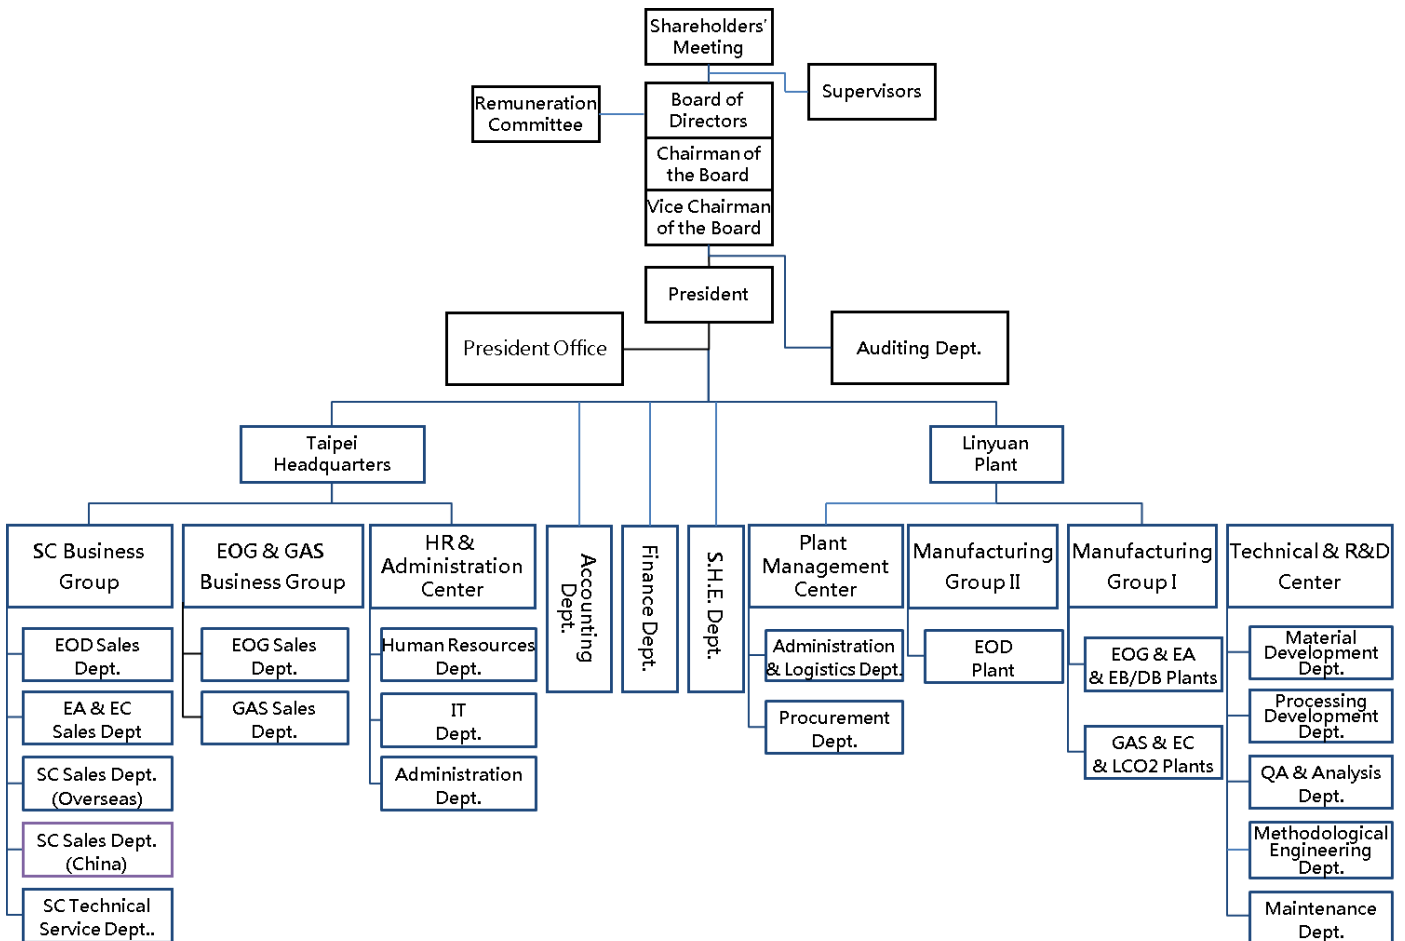 Shareholders'
Meeting
Supervisors
Remuneration
Committee
Board of
Directors
Chairman of
the Board
Vice Chairman
of the Board
President
President Office
Auditing Dept.
Taipei
Headquarters
Linyuan
Plant
SC Business
Group
EOG & GAS
Business Group
HR &
Administration
Center
Accounting
Dept.
Finance Dept.
S.H.E. Dept.
Plant
Management
Center
Manufacturing
Group II
Manufacturing
Group I
Technical & R&D
Center
EOD Sales
Dept.
EA & EC
Sales Dept
SC Sales Dept.
(Overseas)
SC Sales Dept.
(China)
SC Technical
Service Dept..
EOG Sales
Dept.
GAS Sales
Dept.
Human Resources
Dept.
IT
Dept.
Administration
Dept.
Administration
& Logistics Dept.
Procurement
Dept.
EOD
Plant
EOG & EA
& EB/DB Plants
GAS & EC
& LCO2 Plants
Material
Development
Dept.
Processing
Development
Dept.
QA & Analysis
Dept.
Methodological
Engineering
Dept.
Maintenance
Dept.